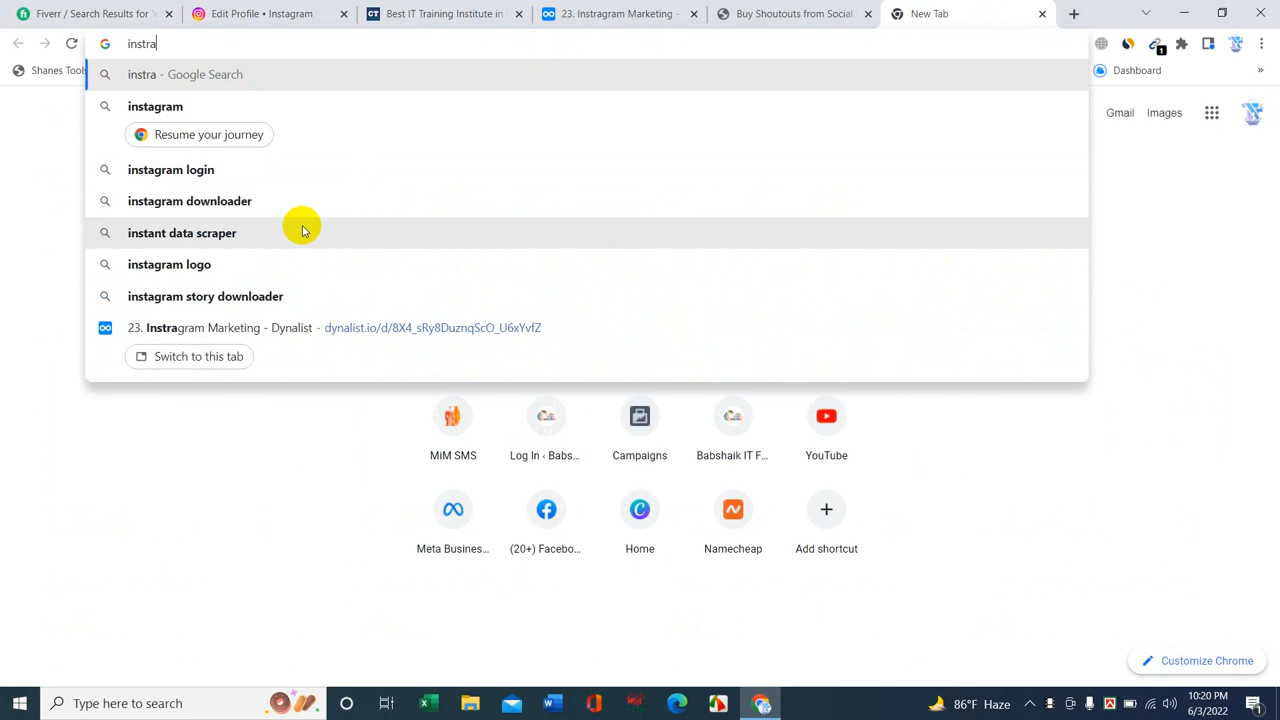 Fiverr / Search Results for 'I
Edit Profile • Instagram
Best IT Training Institute in
23. Instragram Marketing -
Buy Shoutouts from Social
New Tab
instra
1
Shanes Tools
Dashboard
»
instra - Google Search
instagram
Resume your journey
instagram login
instagram downloader
instant data scraper
instagram logo
instagram story downloader
23. Instragram Marketing - Dynalist - dynalist.io/d/8X4_sRy8DuznqScO_U6xYvfZ
Switch to this tab
Gmail
Images
MiM SMS
Log In ‹ Babs...
Campaigns
Babshaik IT F...
YouTube
Meta Busines...
(20+) Facebo...
Home
Namecheap
Add shortcut
Customize Chrome
Type here to search
86°F Haze
10:20 PM
6/3/2022
1